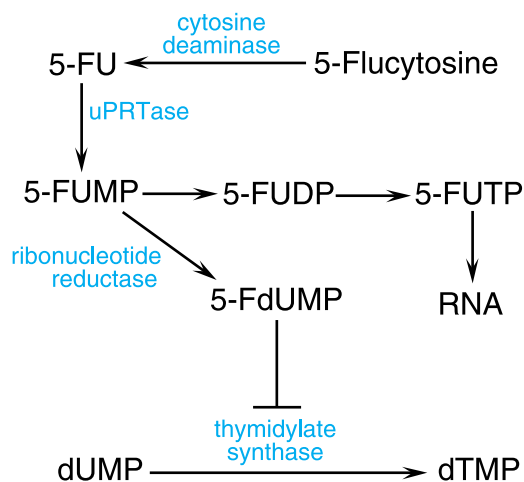 cytosine
deaminase
5-FU
5-Flucytosine
uPRTase
5-FUMP
5-FUDP
5-FUTP
ribonucleotide
reductase
5-FdUMP
RNA
thymidylate
synthase
dUMP
dTMP